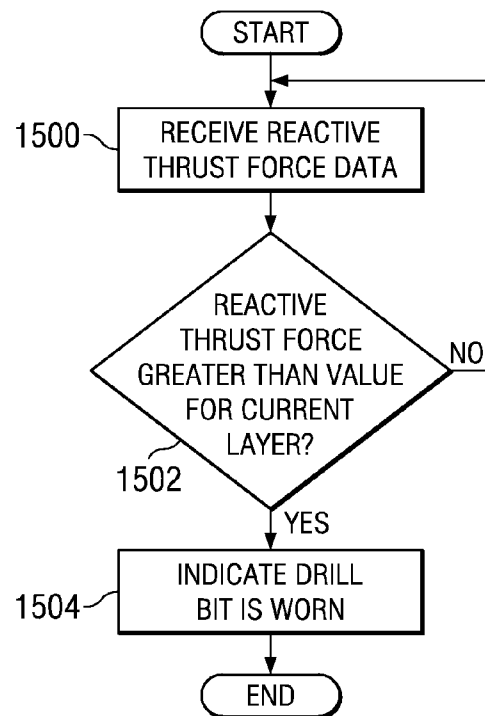 START
1500
RECEIVE REACTIVE
THRUST FORCE DATA
REACTIVE
THRUST FORCE
GREATER THAN VALUE
FOR CURRENT
LAYER?
NO
1502
YES
1504
INDICATE DRILL
BIT IS WORN
END